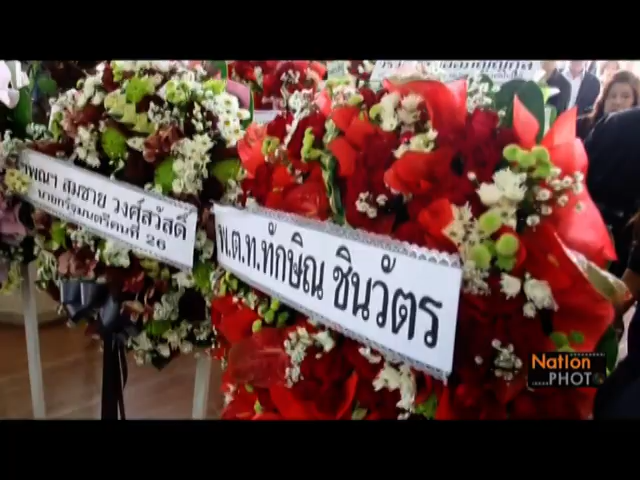 ฯพณฯ สมชาย วงศ์สวัสดิ์
นายกรัฐมนตรีคนที่ 26
พ.ต.ท.ทักษิณ ชินวัตร
Nation
PHOTO